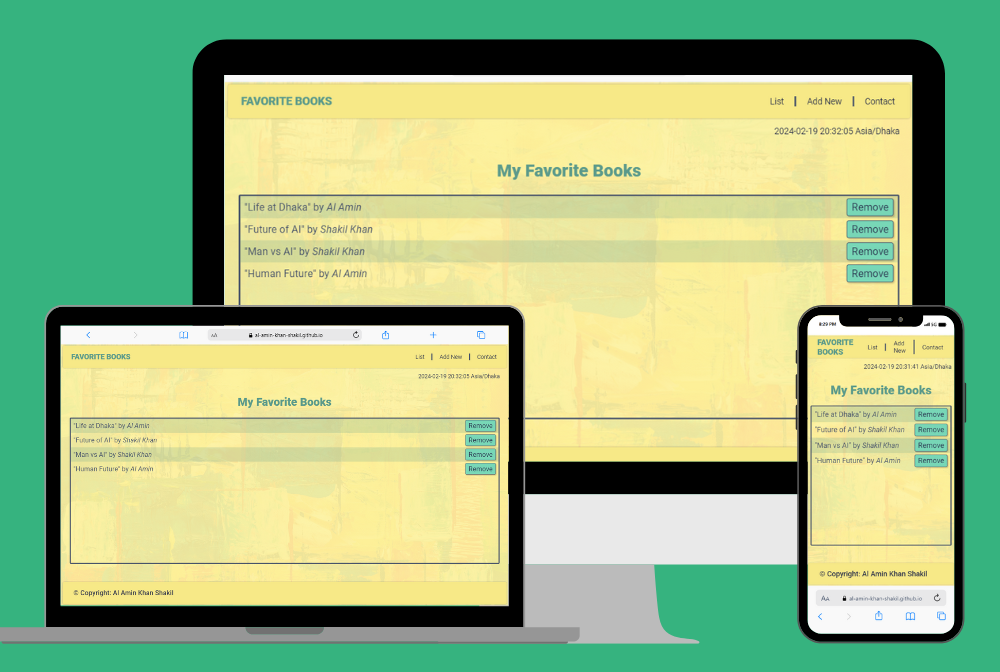 FAVORITE BOOKS
List | Add New | Contact
2024-02-19 20:32:05 Asia/Dhaka
My Favorite Books
"Life at Dhaka" by Al Amin Remove
"Future of AI" by Shakil Khan Remove
"Man vs AI" by Shakil Khan Remove
"Human Future" by Al Amin Remove
AA al-amin-khan-shakil.github.io
FAVORITE BOOKS
List | Add New | Contact
2024-02-19 20:32:05 Asia/Dhaka
My Favorite Books
"Life at Dhaka" by Al Amin Remove
"Future of AI" by Shakil Khan Remove
"Man vs AI" by Shakil Khan Remove
"Human Future" by Al Amin Remove
© Copyright: Al Amin Khan Shakil
8:29 PM 5G
FAVORITE
BOOKS
List | Add
New | Contact
2024-02-19 20:31:41 Asia/Dhaka
My Favorite Books
"Life at Dhaka" by Al Amin Remove
"Future of AI" by Shakil Khan Remove
"Man vs AI" by Shakil Khan Remove
"Human Future" by Al Amin Remove
© Copyright: Al Amin Khan Shakil
AA al-amin-khan-shakil.github.io